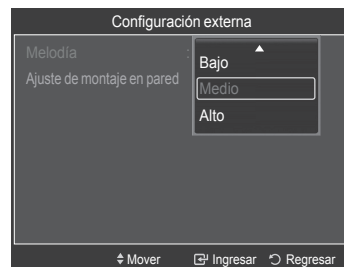 Configuración externa
Melodía :
Bajo
Medio
Ajuste de montaje en pared
Alto
Mover Ingresar Regresar